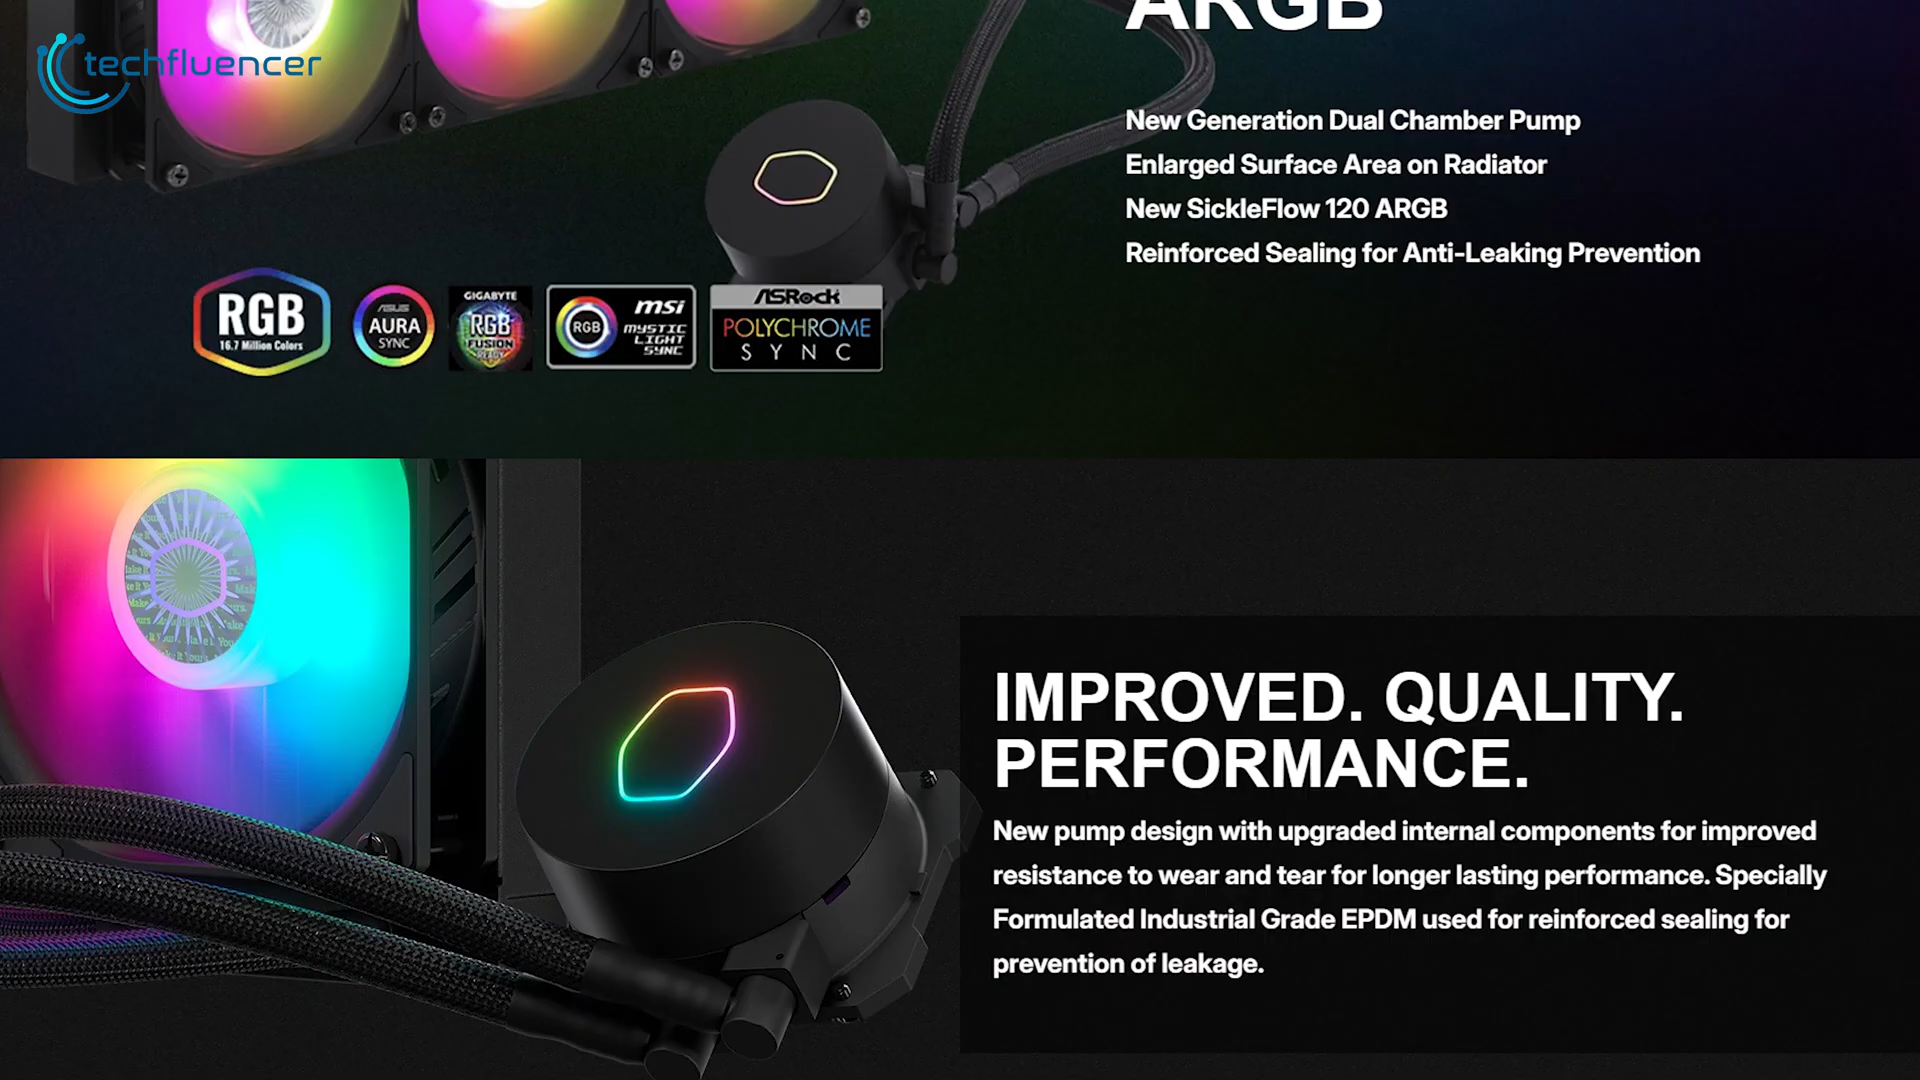 ARGB
techfluencer
New Generation Dual Chamber Pump
Enlarged Surface Area on Radiator
New SickleFlow 120 ARGB
Reinforced Sealing for Anti-Leaking Prevention
RGB
16.7 Million Colors
ASUS
AURA
SYNC
GIGABYTE
RGB
FUSION
READY
RGB
msi
MYSTIC
LIGHT
SYNC
ASRock
POLYCHROME
SYNC
IMPROVED. QUALITY.
PERFORMANCE.
New pump design with upgraded internal components for improved
resistance to wear and tear for longer lasting performance. Specially
Formulated Industrial Grade EPDM used for reinforced sealing for
prevention of leakage.